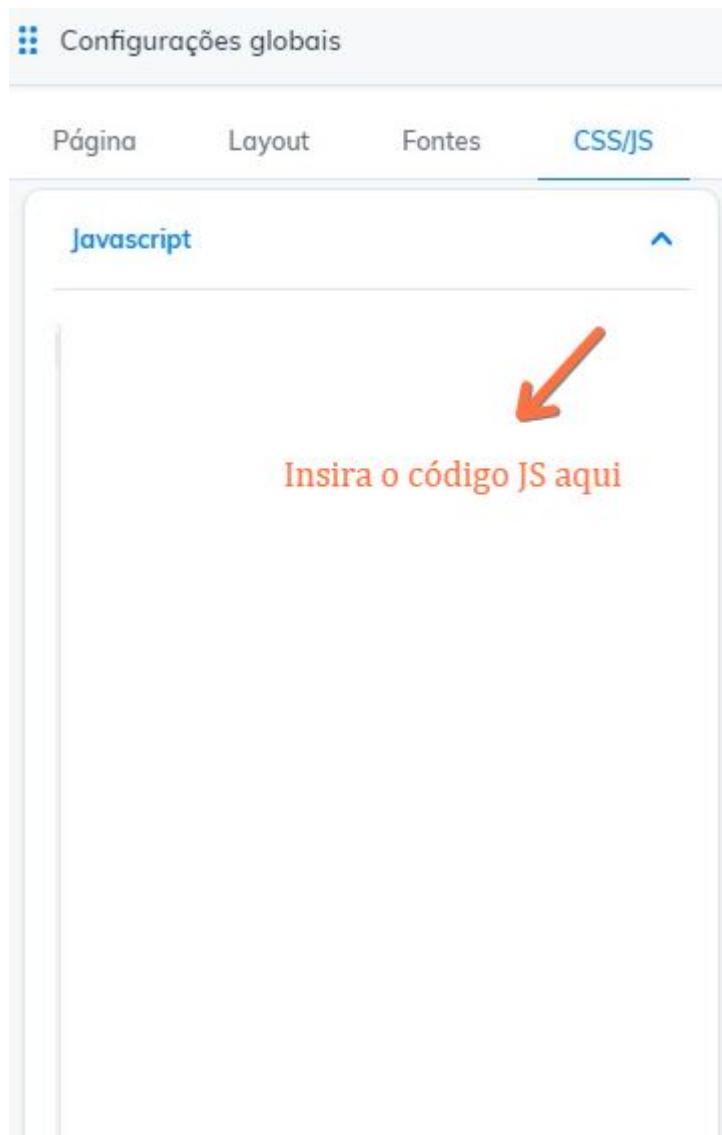 Configurações globais
Página Layout Fontes CSS/JS
Javascript
Insira o código JS aqui